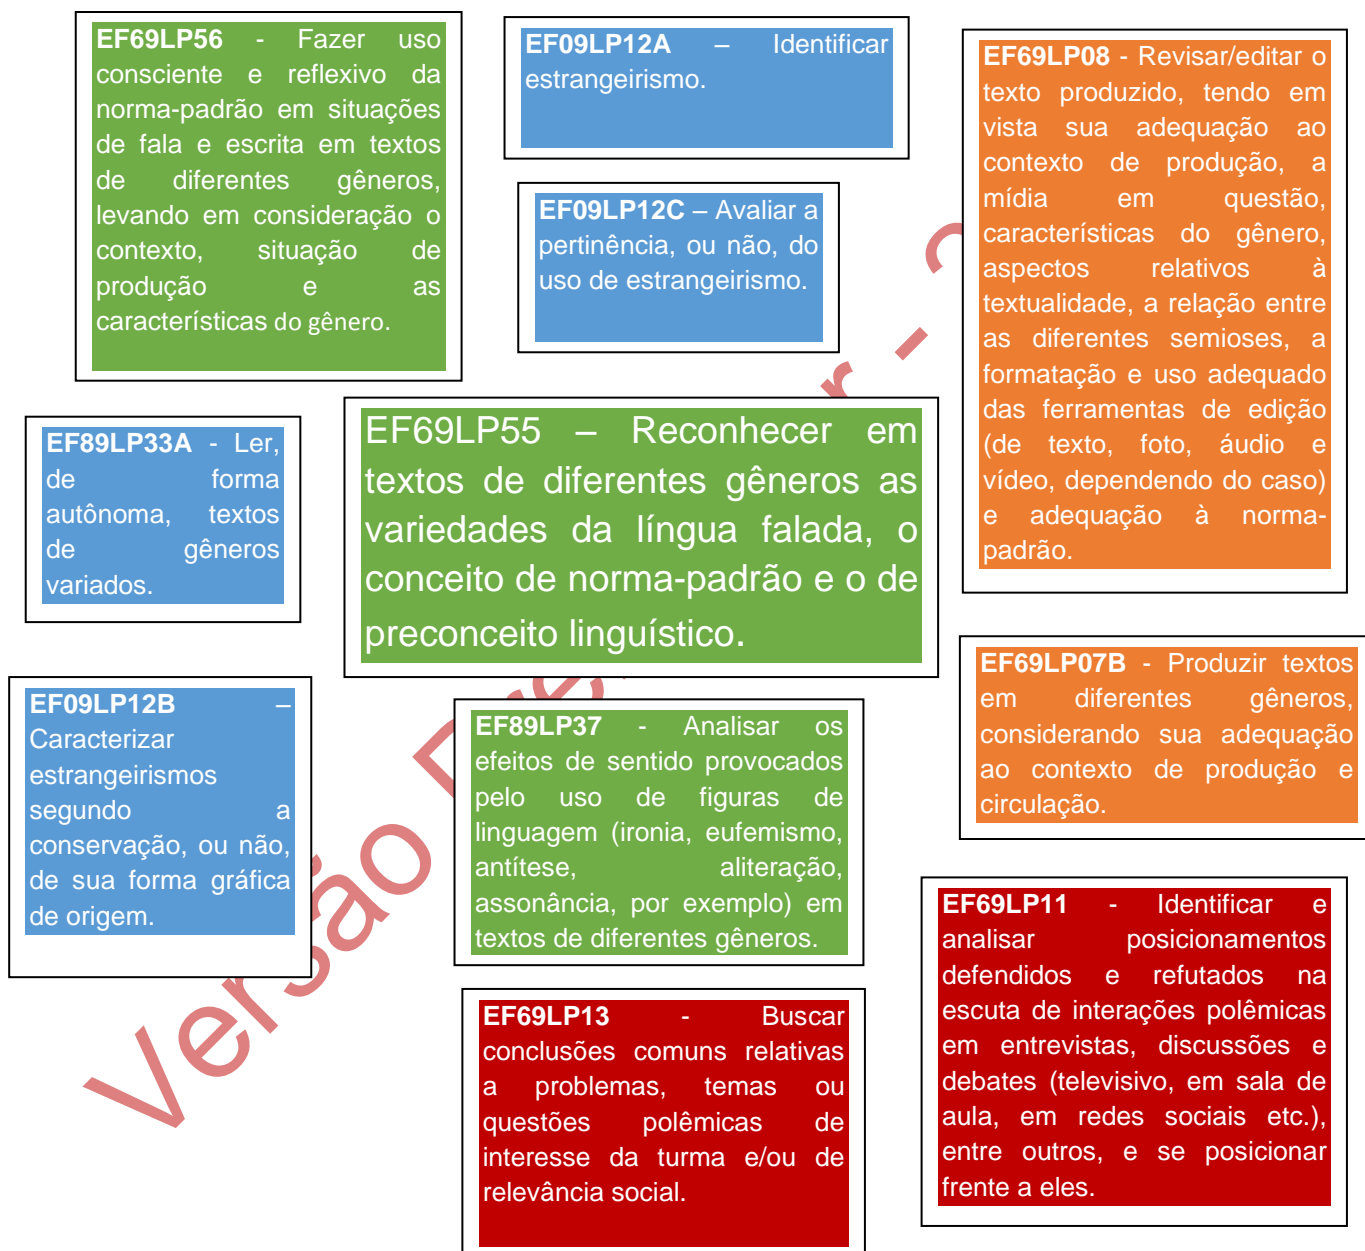 EF69LP56 - Fazer uso
consciente e reflexivo da
norma-padrão em situações
de fala e escrita em textos
de diferentes gêneros,
levando em consideração o
contexto, situação de
produção e as
características do gênero.
EF09LP12A – Identificar
estrangeirismo.
EF09LP12C – Avaliar a
pertinência, ou não, do
uso de estrangeirismo.
EF69LP08 - Revisar/editar o
texto produzido, tendo em
vista sua adequação ao
contexto de produção, a
mídia em questão,
características do gênero,
aspectos relativos à
textualidade, a relação entre
as diferentes semioses, a
formatação e uso adequado
das ferramentas de edição
(de texto, foto, áudio e
vídeo, dependendo do caso)
e adequação à norma-
padrão.
EF89LP33A - Ler,
de forma
autônoma, textos
de gêneros
variados.
EF69LP55 – Reconhecer em
textos de diferentes gêneros as
variedades da língua falada, o
conceito de norma-padrão e o de
preconceito linguístico.
EF69LP07B - Produzir textos
em diferentes gêneros,
considerando sua adequação
ao contexto de produção e
circulação.
EF09LP12B –
Caracterizar
estrangeirismos
segundo a
conservação, ou não,
de sua forma gráfica
de origem.
EF89LP37 - Analisar os
efeitos de sentido provocados
pelo uso de figuras de
linguagem (ironia, eufemismo,
antítese, aliteração,
assonância, por exemplo) em
textos de diferentes gêneros.
EF69LP11 - Identificar e
analisar posicionamentos
defendidos e refutados na
escuta de interações polêmicas
em entrevistas, discussões e
debates (televisivo, em sala de
aula, em redes sociais etc.),
entre outros, e se posicionar
frente a eles.
EF69LP13 - Buscar
conclusões comuns relativas
a problemas, temas ou
questões polêmicas de
interesse da turma e/ou de
relevância social.
Versão